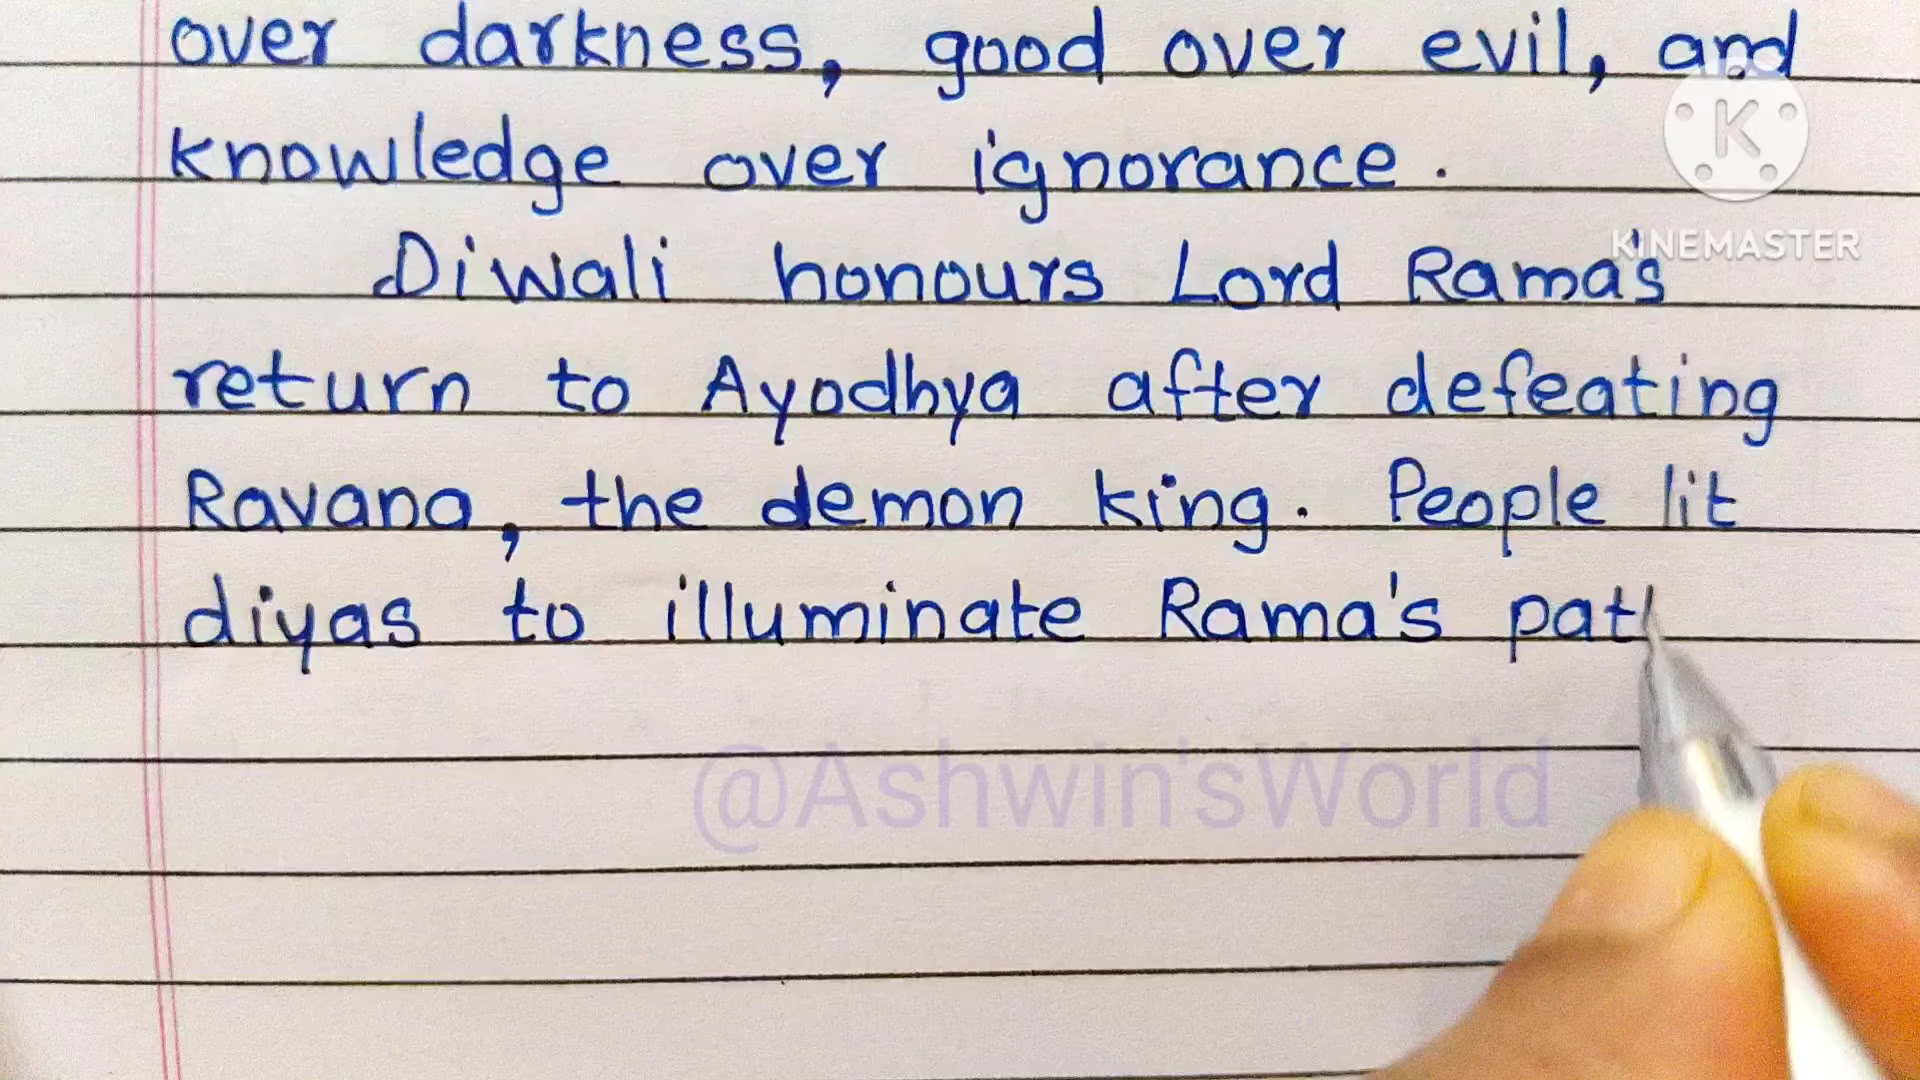 over darkness, good over evil, and
knowledge over ignorance.
K
KINEMASTER
Diwali honours Lord Rama's
return to Ayodhya after defeating
Ravana, the demon king. People lit
diyas to illuminate Rama's pat
@Ashwin'sWorld